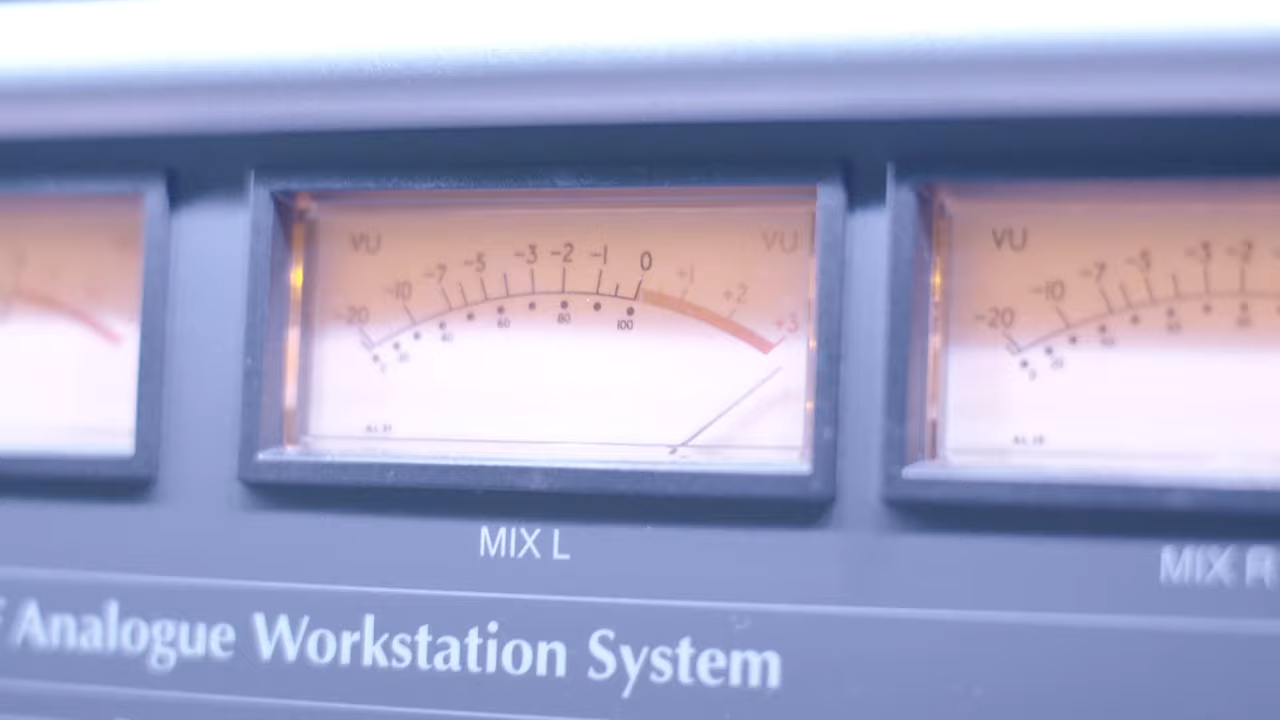 VU VU
-20 -10 -7 -5 -3 -2 -1 0 +1 +2 +3
60 80 100
VU
-20 -10 -7 -5 -3 -2
MIX L
MIX R
Analogue Workstation System